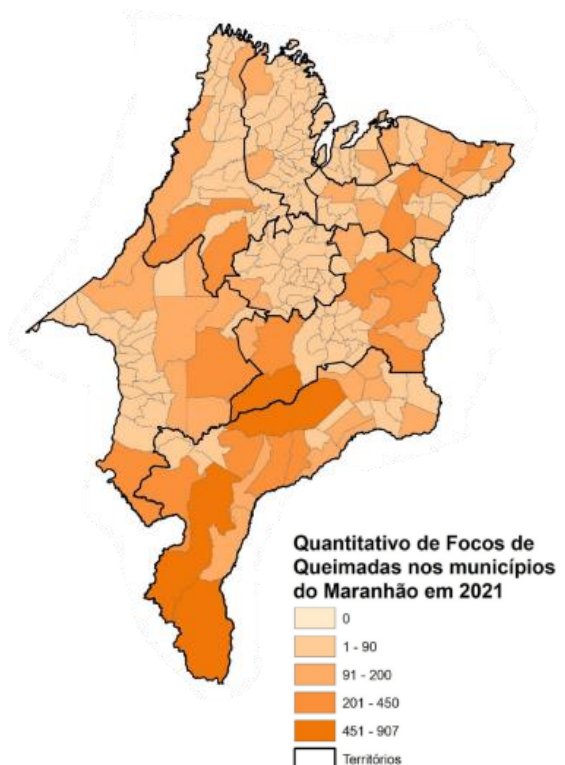 Quantitativo de Focos de
Queimadas nos municípios
do Maranhão em 2021
0
1 - 90
91 - 200
201 - 450
451 - 907
Territórios